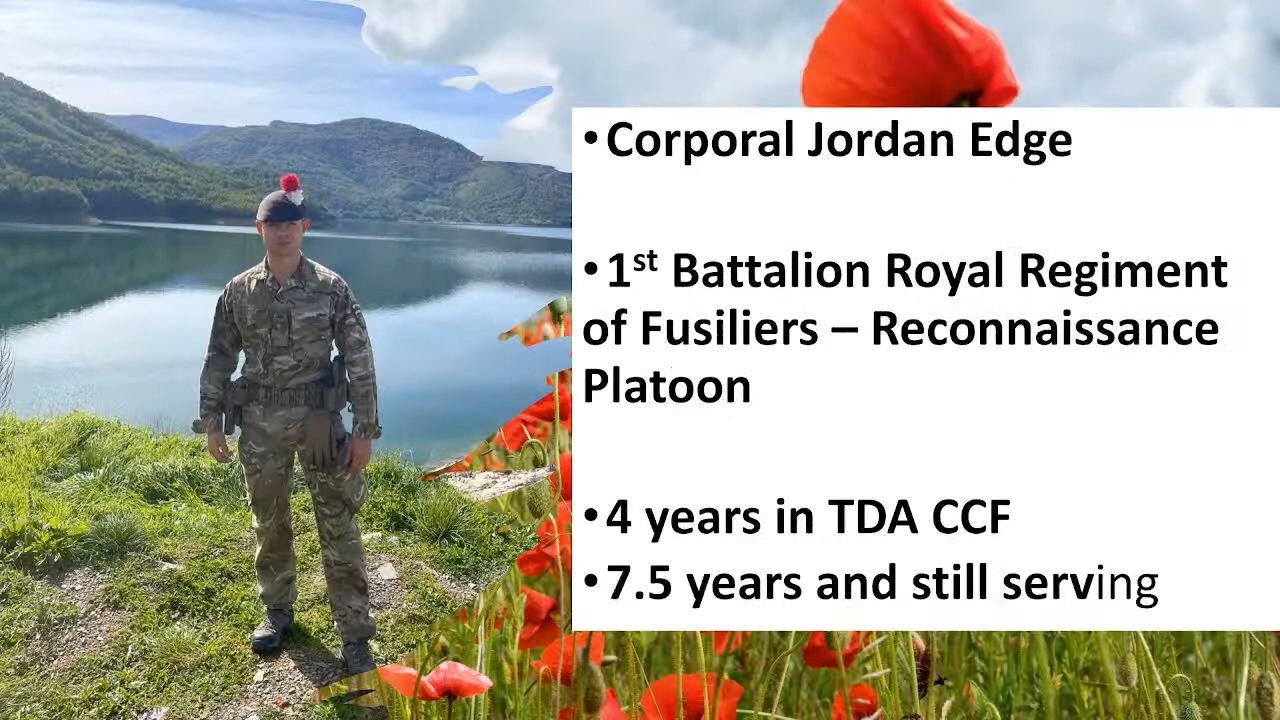 •Corporal Jordan Edge
•1st Battalion Royal Regiment
of Fusiliers – Reconnaissance
Platoon
•4 years in TDA CCF
•7.5 years and still serving